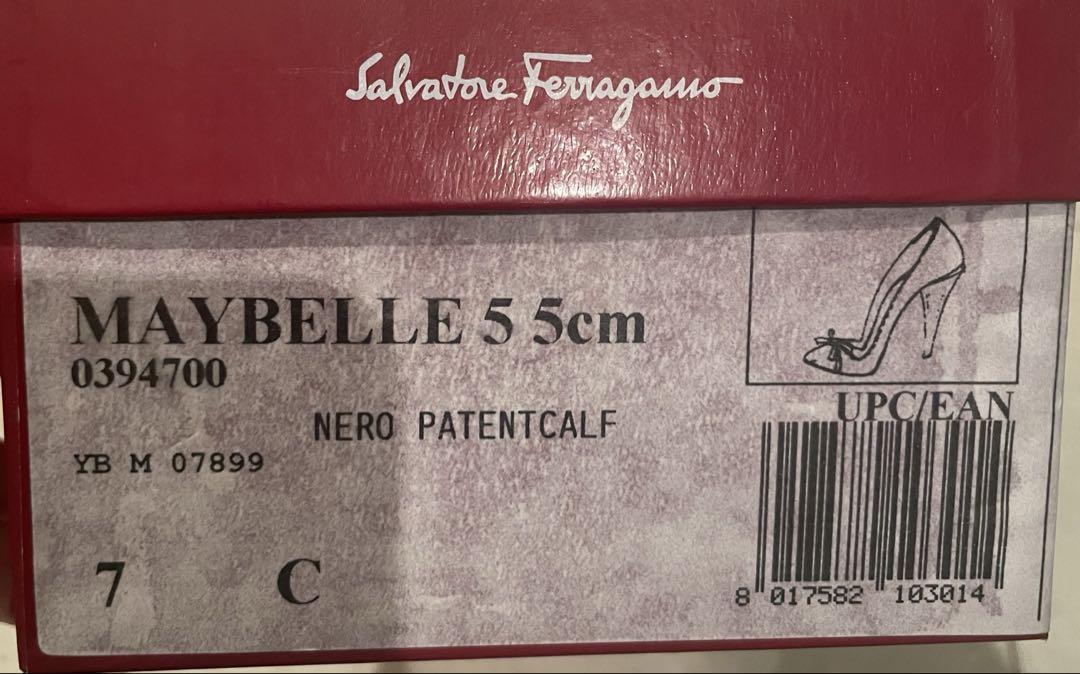 Salvatore Ferragamo
MAYBELLE 5 5cm
0394700
NERO PATENTCALF
YB M 07899
7 C
UPC/EAN
8 017582 103014